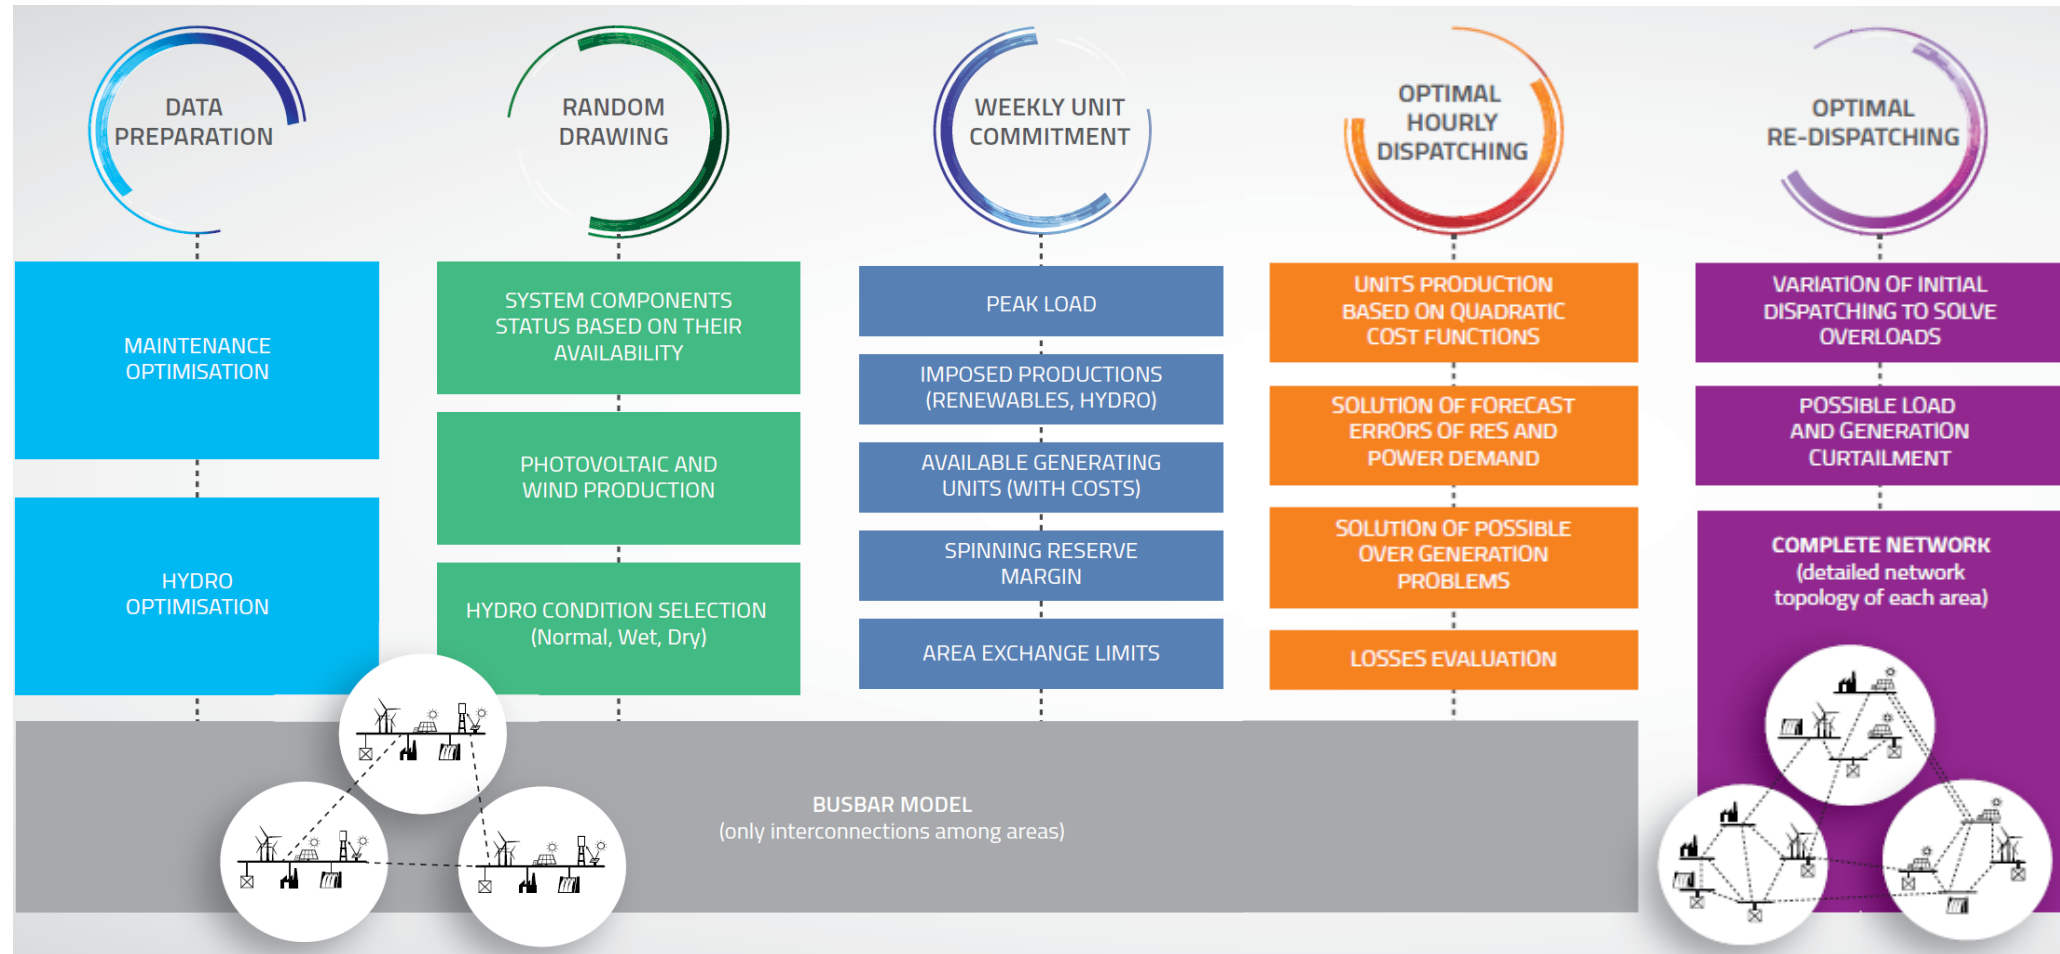 DATA
PREPARATION
MAINTENANCE
OPTIMISATION
HYDRO
OPTIMISATION
RANDOM
DRAWING
SYSTEM COMPONENTS
STATUS BASED ON THEIR
AVAILABILITY
PHOTOVOLTAIC AND
WIND PRODUCTION
HYDRO CONDITION SELECTION
(Normal, Wet, Dry)
WEEKLY UNIT
COMMITMENT
PEAK LOAD
IMPOSED PRODUCTIONS
(RENEWABLES, HYDRO)
AVAILABLE GENERATING
UNITS (WITH COSTS)
SPINNING RESERVE
MARGIN
AREA EXCHANGE LIMITS
OPTIMAL
HOURLY
DISPATCHING
UNITS PRODUCTION
BASED ON QUADRATIC
COST FUNCTIONS
SOLUTION OF FORECAST
ERRORS OF RES AND
POWER DEMAND
SOLUTION OF POSSIBLE
OVER GENERATION
PROBLEMS
LOSSES EVALUATION
BUSBAR MODEL
(only interconnections among areas)
OPTIMAL
RE-DISPATCHING
VARIATION OF INITIAL
DISPATCHING TO SOLVE
OVERLOADS
POSSIBLE LOAD
AND GENERATION
CURTAILMENT
COMPLETE NETWORK
(detailed network
topology of each area)